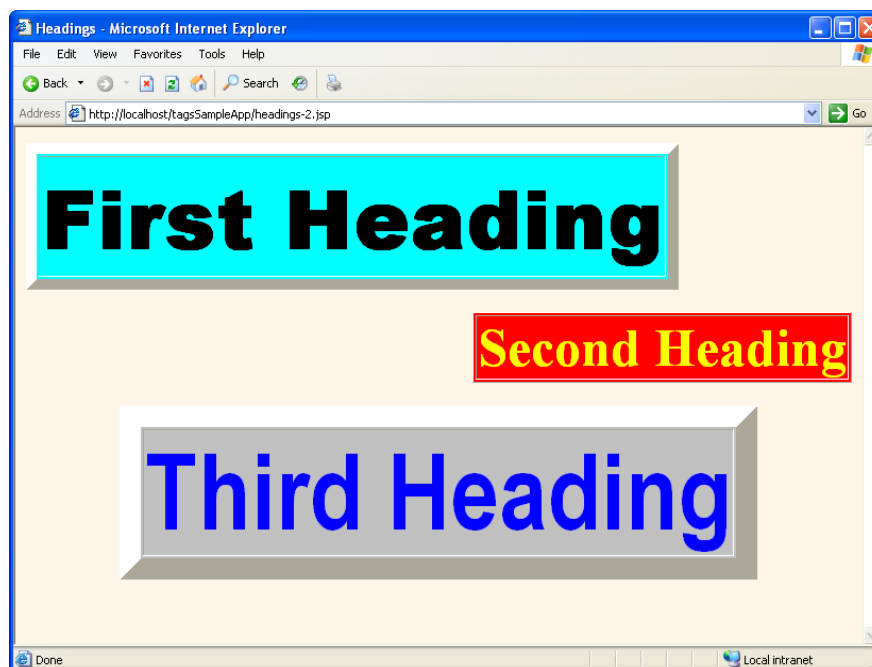 Headings - Microsoft Internet Explorer
File Edit View Favorites Tools Help
Back Search
Address http://localhost/tagsSampleApp/headings-2.jsp Go
First Heading
Second Heading
Third Heading
Done Local intranet